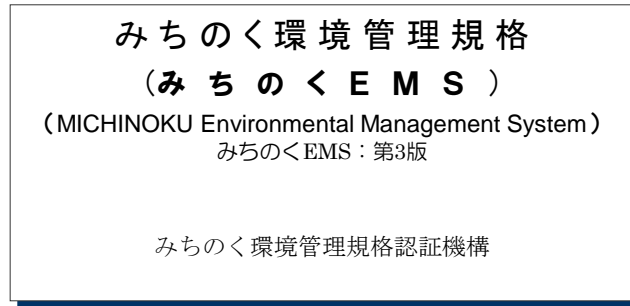 みちのく環境管理規格
（みちのくEMS）
（MICHINOKU Environmental Management System）
みちのくEMS：第3版
みちのく環境管理規格認証機構